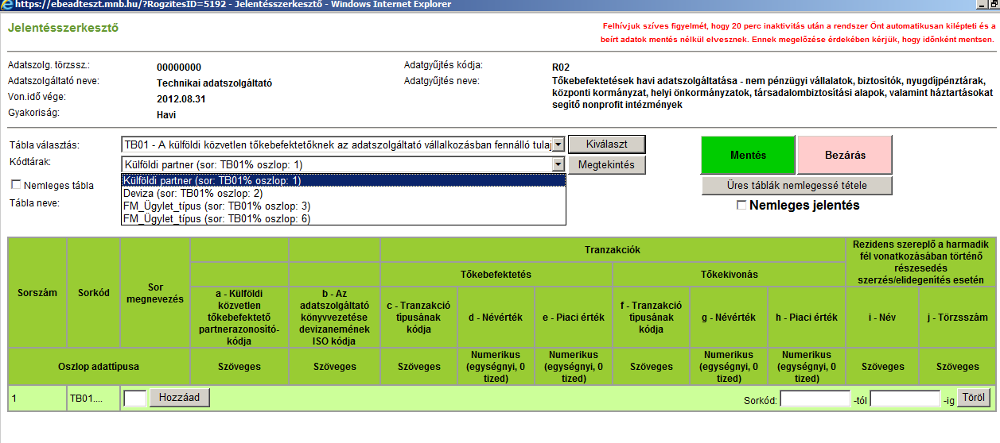 https://ebeadteszt.mnb.hu/?RogzitesID=5192 - Jelentésszerkesztő - Windows Internet Explorer
Jelentésszerkesztő
Felhívjuk szíves figyelmét, hogy 20 perc inaktivitás után a rendszer Önt automatikusan kilépteti és a
beírt adatok mentés nélkül elvesznek. Ennek megelőzése érdekében kérjük, hogy időnként mentsen.
Adatszolg. törzssz.: 00000000 Adatgyűjtés kódja: R02
Adatszolgáltató neve: Technikai adatszolgáltató Adatgyűjtés neve: Tőkebefektetések havi adatszolgáltatása - nem pénzügyi vállalatok, biztosítók, nyugdíjpénztárak,
központi kormányzat, helyi önkormányzatok, társadalombiztosítási alapok, valamint háztartásokat
segítő nonprofit intézmények
Von.idő vége: 2012.08.31
Gyakoriság: Havi
Tábla választás: TB01 - A külföldi közvetlen tőkebefektetőknek az adatszolgáltató vállalkozásban fennálló tulaj Kiválaszt
Kódtárak: Külföldi partner (sor: TB01% oszlop: 1) Megtekintés
Mentés Bezárás
Külföldi partner (sor: TB01% oszlop: 1)
Nemleges tábla
Deviza (sor: TB01% oszlop: 2)
Üres táblák nemlegessé tétele
Tábla neve:
FM_Ügylet_típus (sor: TB01% oszlop: 3)
FM_Ügylet_típus (sor: TB01% oszlop: 6)
Nemleges jelentés
Sorszám
Sorkód
Sor
megnevezés
Tranzakciók
Rezidens szereplő a harmadik
fél vonatkozásában történő
részesedés
szerzés/elidegenítés esetén
Tőkebefektetés
Tőkekivonás
a - Külföldi
közvetlen
tőkebefektető
partnerazonosító-
kódja
b - Az
adatszolgáltató
könyvvezetése
devizanemének
ISO kódja
c - Tranzakció
típusának
kódja
d - Névérték
e - Piaci érték
f - Tranzakció
típusának
kódja
g - Névérték
h - Piaci érték
i - Név
j - Törzsszám
Oszlop adattípusa
Szöveges
Szöveges
Szöveges
Numerikus
(egységnyi, 0
tized)
Numerikus
(egységnyi, 0
tized)
Szöveges
Numerikus
(egységnyi, 0
tized)
Numerikus
(egységnyi, 0
tized)
Szöveges
Szöveges
1 TB01.... Hozzáad Sorkód: -tól -ig Töröl